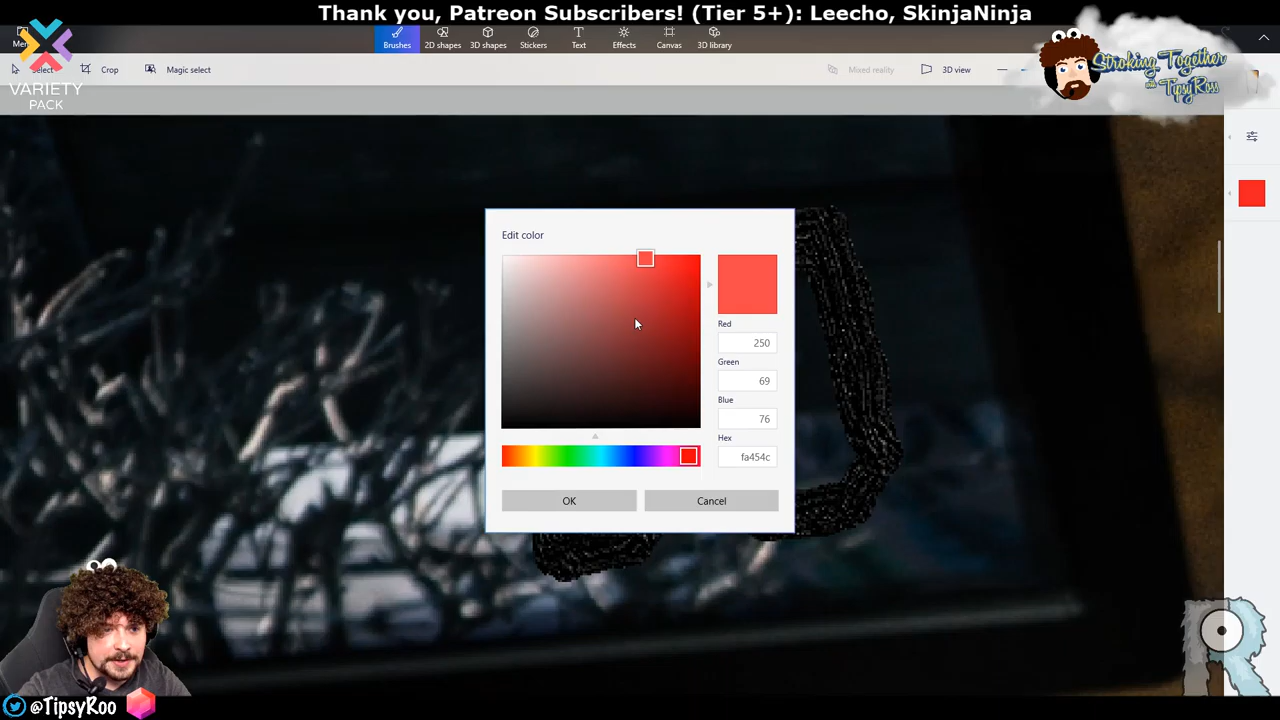 Thank you, Patreon Subscribers! (Tier 5+): Leecho, SkinjaNinja
Brushes 2D shapes 3D shapes Stickers Text Effects Canvas 3D library
Select Crop Magic select Mixed reality 3D view
VARIETY
PACK
Stroking Together
with TipsyRoss
Edit color
Red
250
Green
69
Blue
76
Hex
fa454c
OK Cancel
@TipsyRoo